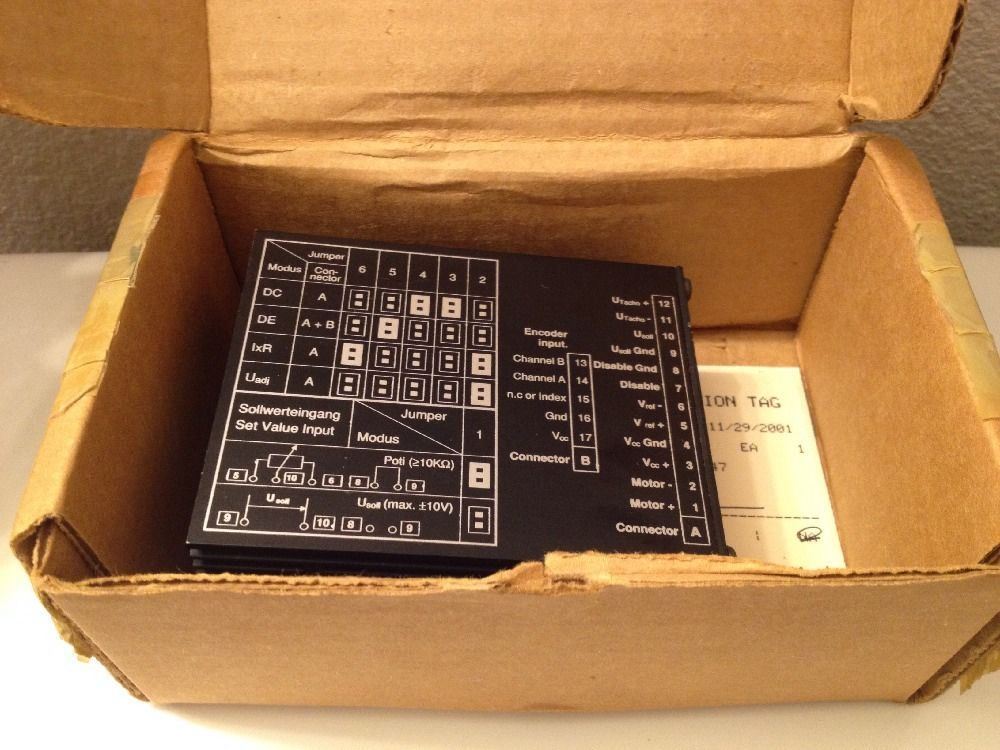 Jumper
Modus
Con-
nector
6 5 4 3 2
DC A
DE A + B
IxR A
Uadj A
Sollwerteingang
Set Value Input
Jumper
Modus
1
Poti (≥10KΩ)
5 10 6 8 9
Usoll
Usoll (max. ±10V)
9 10 8 9
Encoder
input.
Channel B 13
Channel A 14
n.c or Index 15
Gnd 16
Vcc 17
Connector B
UTacho + 12
UTacho - 11
Usoll 10
Usoll Gnd 9
Disable Gnd 8
Disable 7
Vref - 6
Vref + 5
Vcc Gnd 4
Vcc + 3
Motor - 2
Motor + 1
Connector A
ION TAG
11/29/2001
EA 1
47
1